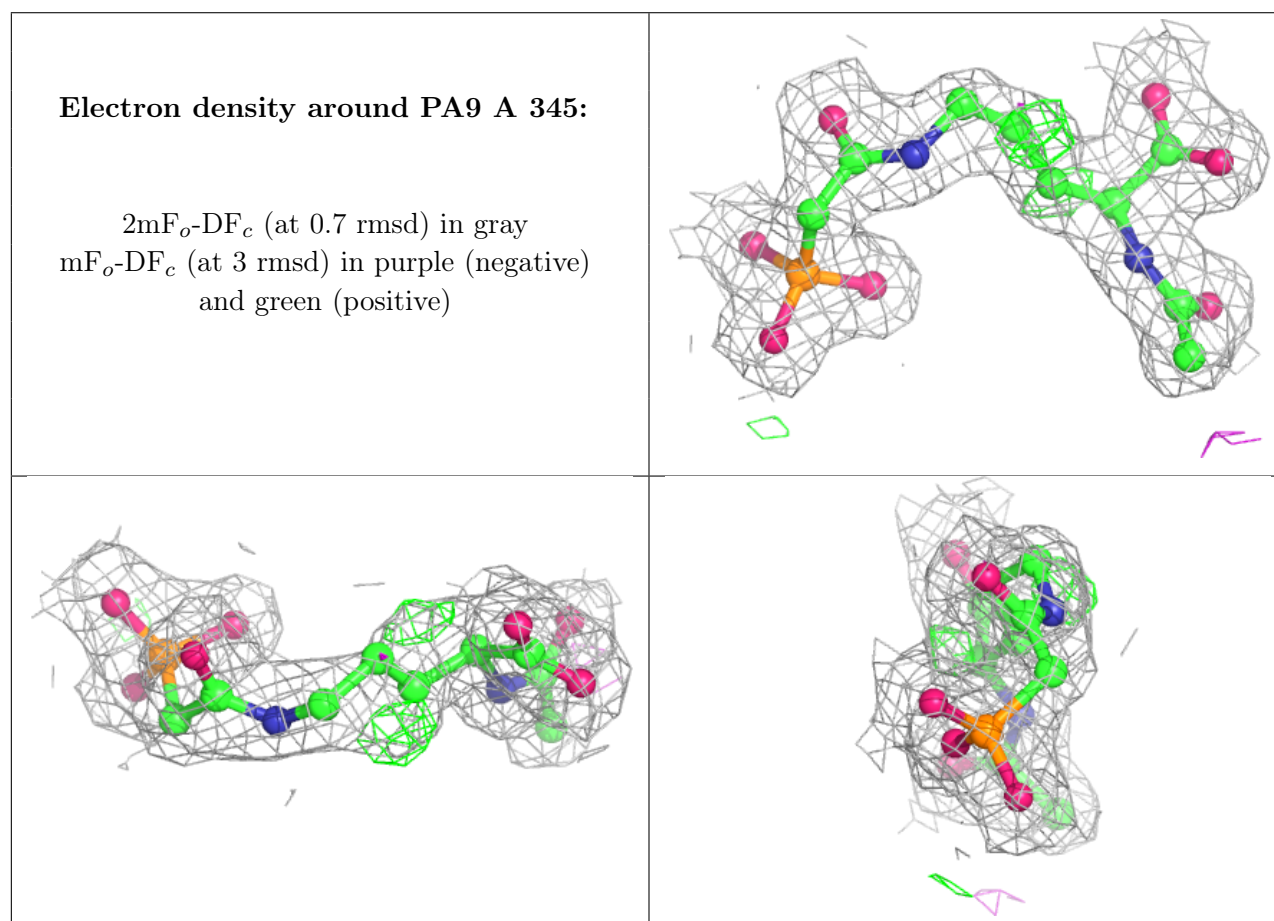 Electron density around PA9 A 345:
2mFo-DFc (at 0.7 rmsd) in gray
mFo-DFc (at 3 rmsd) in purple (negative)
and green (positive)